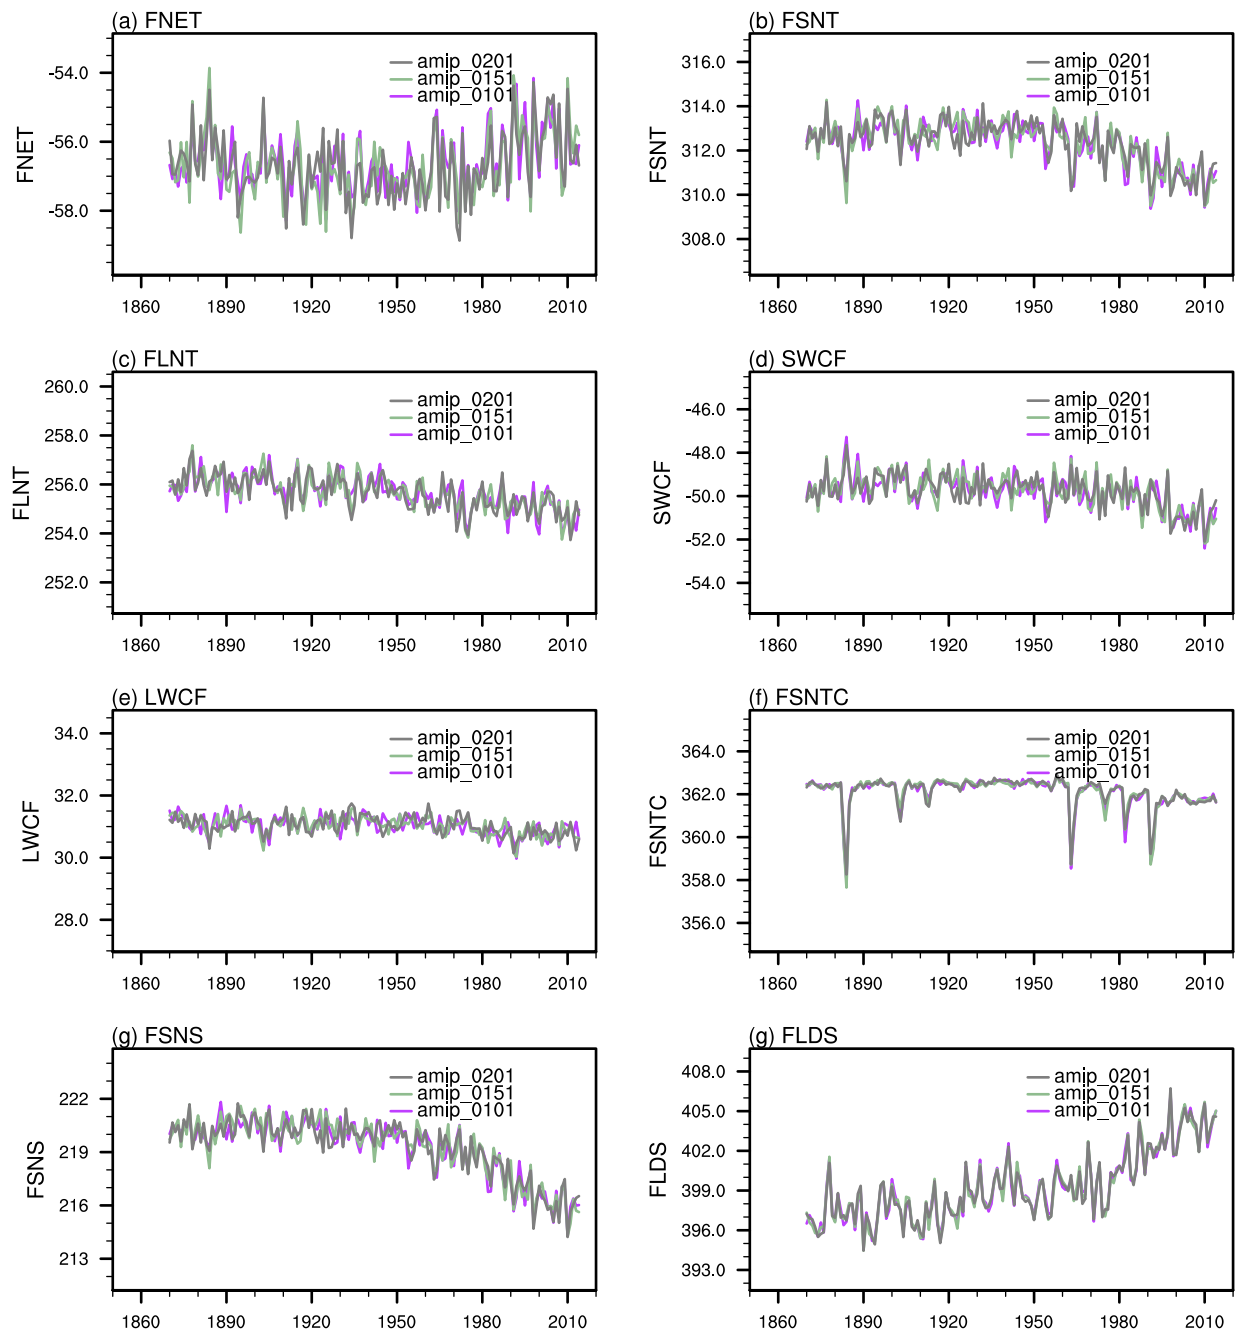 (a) FNET
amip_0201
amip_0151
amip_0101
-54.0
-56.0
-58.0
FNET
1860 1890 1920 1950 1980 2010
(b) FSNT
amip_0201
amip_0151
amip_0101
316.0
314.0
312.0
310.0
308.0
FSNT
1860 1890 1920 1950 1980 2010
(c) FLNT
amip_0201
amip_0151
amip_0101
260.0
258.0
256.0
254.0
252.0
FLNT
1860 1890 1920 1950 1980 2010
(d) SWCF
amip_0201
amip_0151
amip_0101
-46.0
-48.0
-50.0
-52.0
-54.0
SWCF
1860 1890 1920 1950 1980 2010
(e) LWCF
amip_0201
amip_0151
amip_0101
34.0
32.0
30.0
28.0
LWCF
1860 1890 1920 1950 1980 2010
(f) FSNTC
amip_0201
amip_0151
amip_0101
364.0
362.0
360.0
358.0
356.0
FSNTC
1860 1890 1920 1950 1980 2010
(g) FSNS
amip_0201
amip_0151
amip_0101
222
219
216
213
FSNS
1860 1890 1920 1950 1980 2010
(g) FLDS
amip_0201
amip_0151
amip_0101
408.0
405.0
402.0
399.0
396.0
393.0
FLDS
1860 1890 1920 1950 1980 2010